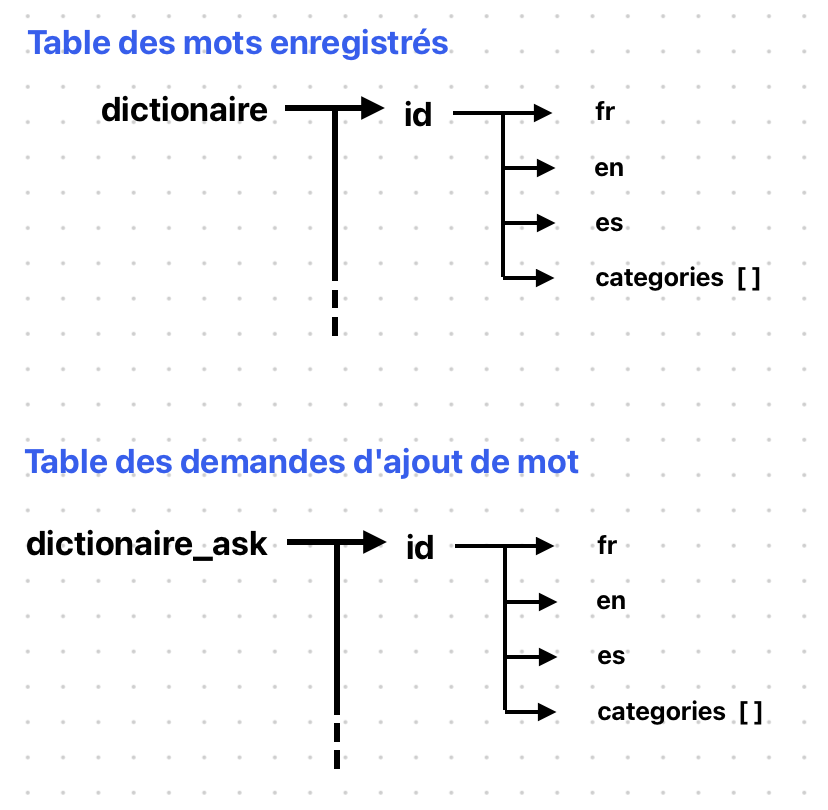 Table des mots enregistrés
dictionaire id fr
en
es
categories []
Table des demandes d'ajout de mot
dictionaire_ask id fr
en
es
categories []